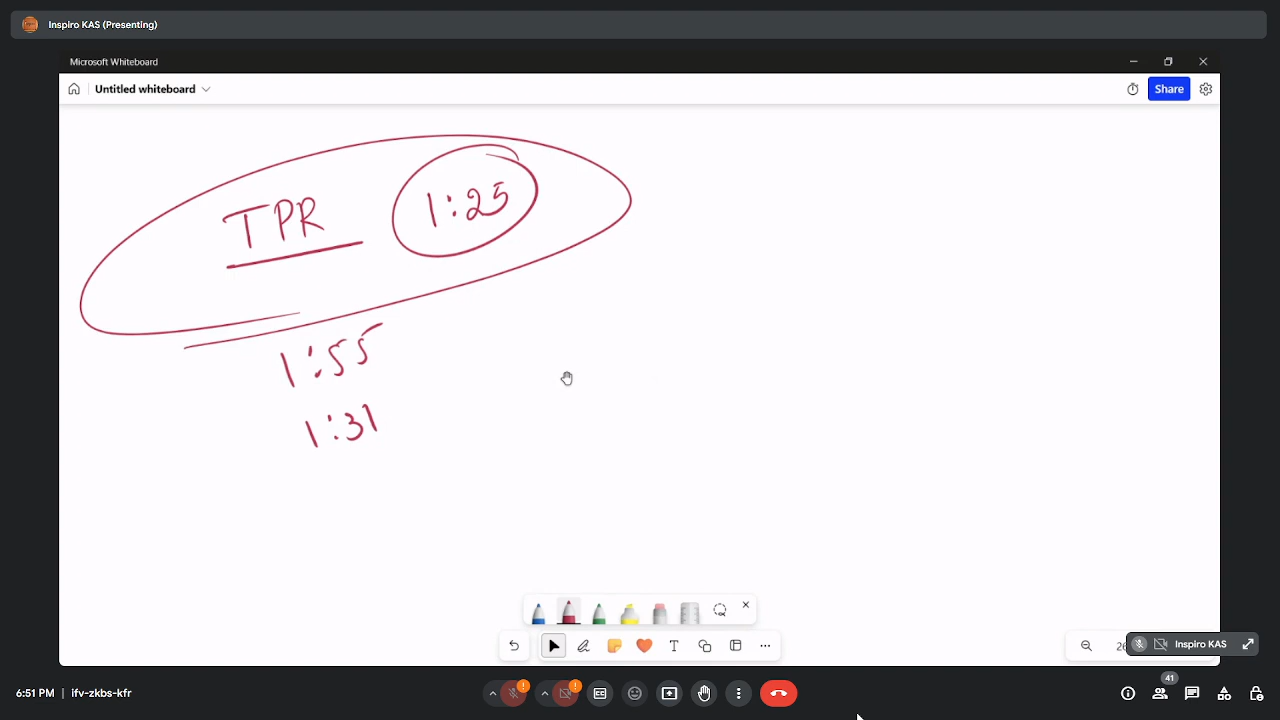 Inspiro KAS (Presenting)
Microsoft Whiteboard
Untitled whiteboard
Share
TPR 1:25
1:55
1:31
Inspiro KAS
41
6:51 PM | ifv-zkbs-kfr